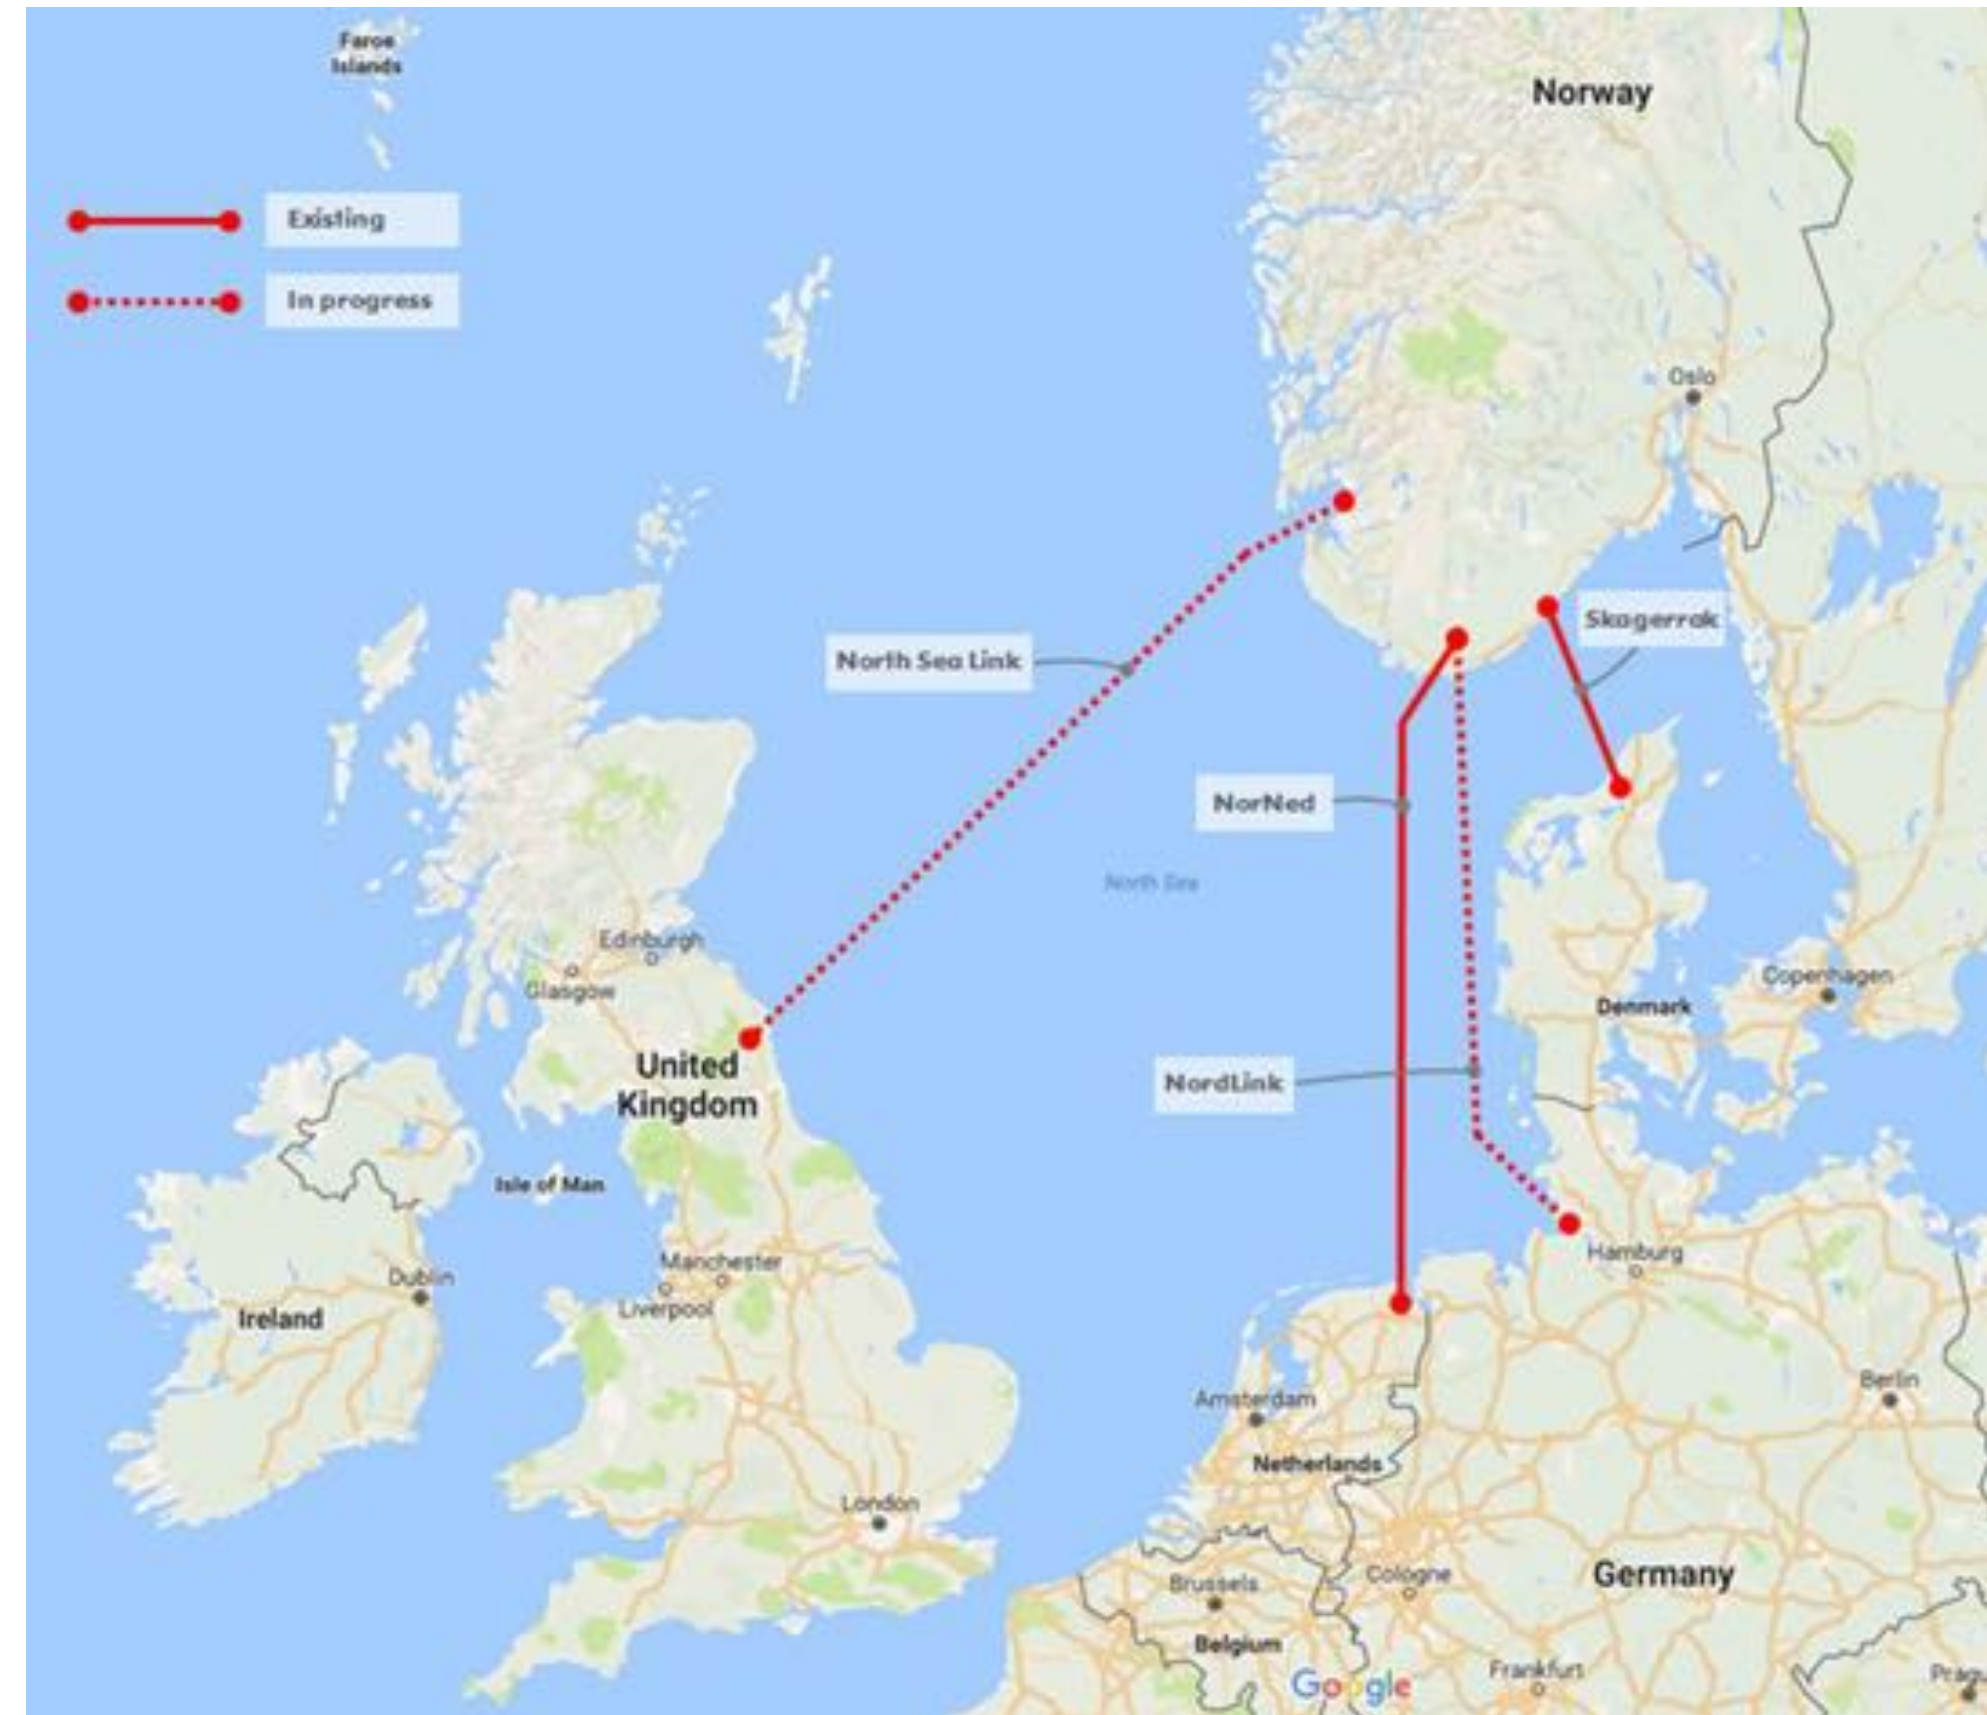 Faroe
Islands
Norway
Existing
In progress
Oslo
Skagerrak
North Sea Link
NorNed
North Sea
Edinburgh
Glasgow
Copenhagen
Denmark
United
Kingdom
NordLink
Isle of Man
Hamburg
Manchester
Dublin
Liverpool
Ireland
Berlin
Amsterdam
Netherlands
London
Cologne
Germany
Brussels
Belgium
Frankfurt
Google
Pragu